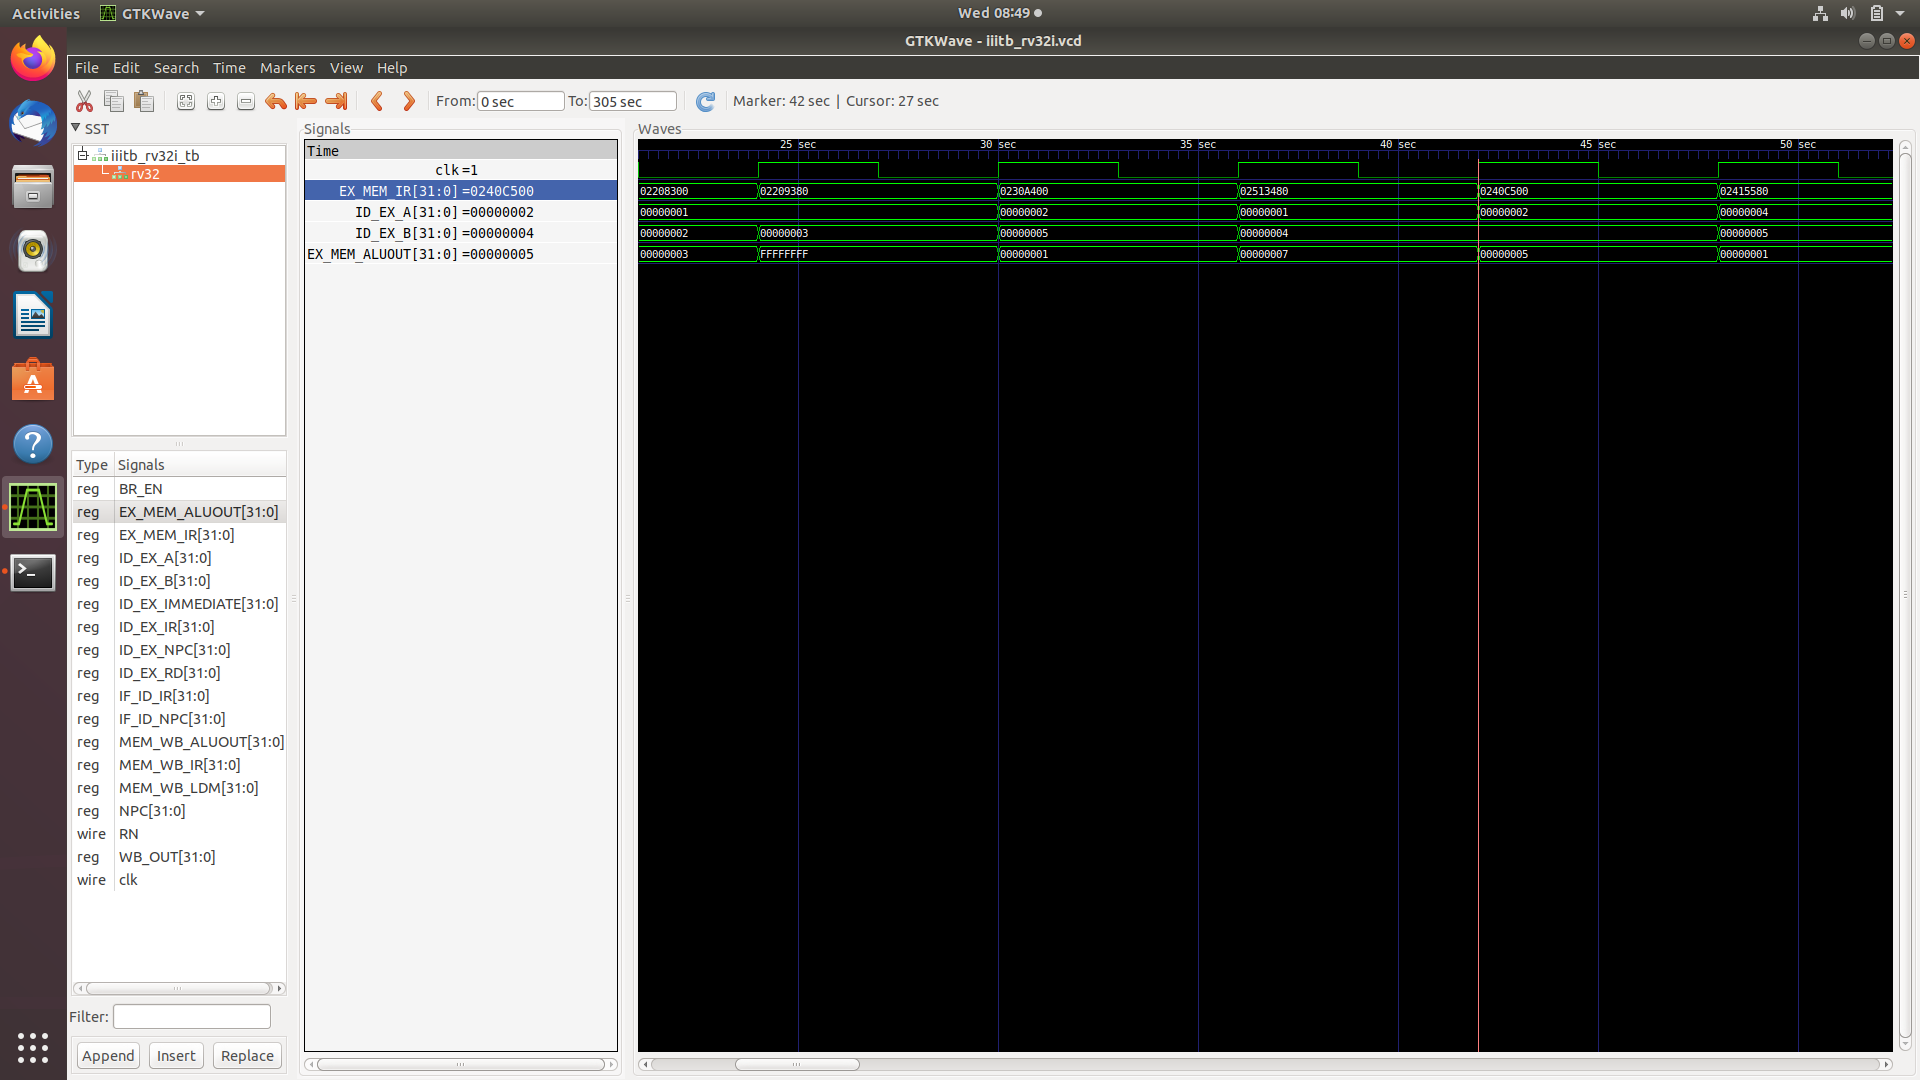 Activities GTKWave Wed 08:49
GTKWave - iiitb_rv32i.vcd
File Edit Search Time Markers View Help
From: 0 sec To: 305 sec Marker: 42 sec | Cursor: 27 sec
SST
iiitb_rv32i_tb
rv32
Type Signals
reg BR_EN
reg EX_MEM_ALUOUT[31:0]
reg EX_MEM_IR[31:0]
reg ID_EX_A[31:0]
reg ID_EX_B[31:0]
reg ID_EX_IMMEDIATE[31:0]
reg ID_EX_IR[31:0]
reg ID_EX_NPC[31:0]
reg ID_EX_RD[31:0]
reg IF_ID_IR[31:0]
reg IF_ID_NPC[31:0]
reg MEM_WB_ALUOUT[31:0]
reg MEM_WB_IR[31:0]
reg MEM_WB_LDM[31:0]
reg NPC[31:0]
wire RN
reg WB_OUT[31:0]
wire clk
Filter:
Append Insert Replace
Signals
Time
clk =1
EX_MEM_IR[31:0] =0240C500
ID_EX_A[31:0] =00000002
ID_EX_B[31:0] =00000004
EX_MEM_ALUOUT[31:0] =00000005
Waves
25 sec 30 sec 35 sec 40 sec 45 sec 50 sec
02208300 02209380 0230A400 02513480 0240C500 02415580
00000001 00000002 00000001 00000002 00000004
00000002 00000003 00000005 00000004 00000005
00000003 FFFFFFFF 00000001 00000007 00000005 00000001